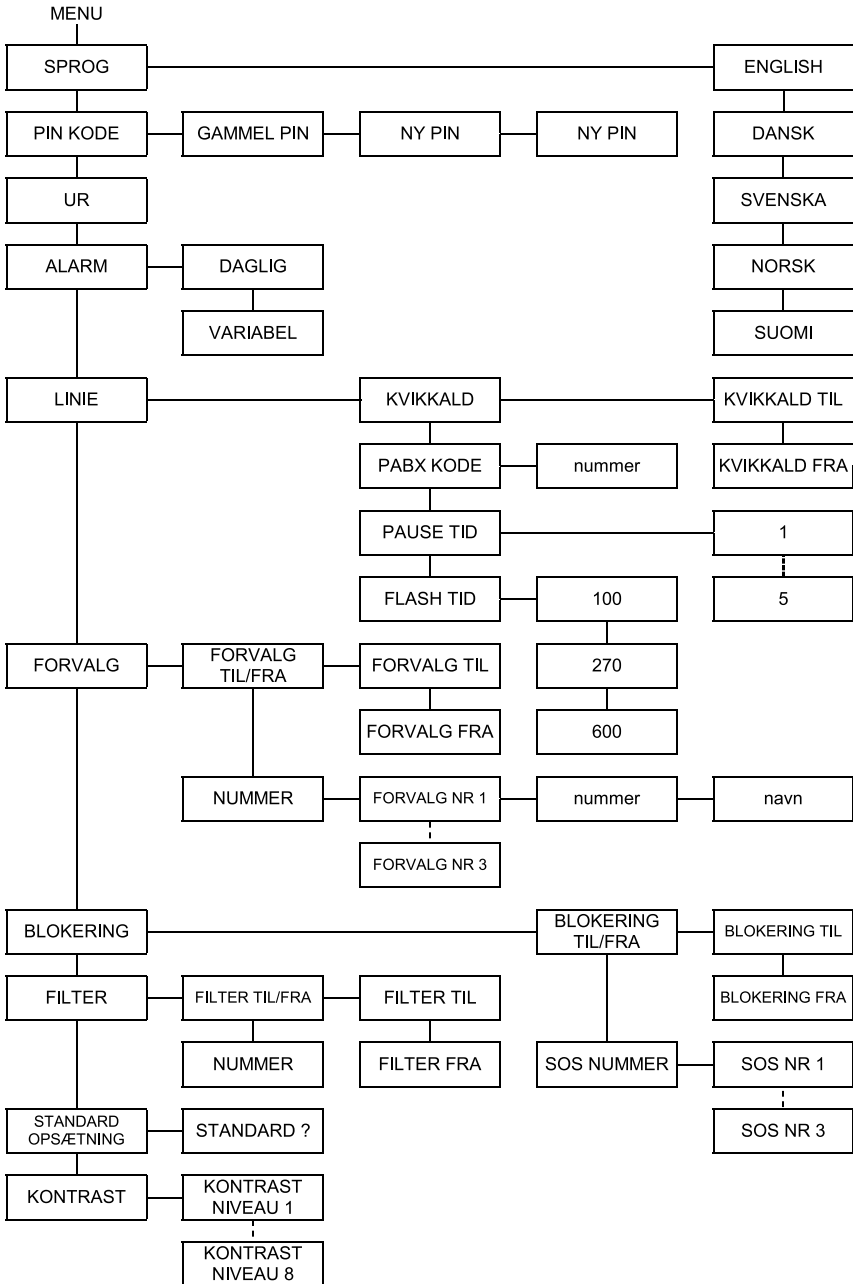 MENU
SPROG
ENGLISH
PIN KODE
GAMMEL PIN
NY PIN
NY PIN
DANSK
UR
SVENSKA
ALARM
DAGLIG
NORSK
VARIABEL
SUOMI
LINIE
KVIKKALD
KVIKKALD TIL
PABX KODE
nummer
KVIKKALD FRA
PAUSE TID
1
FLASH TID
100
5
FORVALG
FORVALG
TIL/FRA
FORVALG TIL
270
FORVALG FRA
600
NUMMER
FORVALG NR 1
nummer
navn
FORVALG NR 3
BLOKERING
BLOKERING
TIL/FRA
BLOKERING TIL
FILTER
FILTER TIL/FRA
FILTER TIL
BLOKERING FRA
NUMMER
FILTER FRA
SOS NUMMER
SOS NR 1
STANDARD
OPSÆTNING
STANDARD ?
SOS NR 3
KONTRAST
KONTRAST
NIVEAU 1
KONTRAST
NIVEAU 8